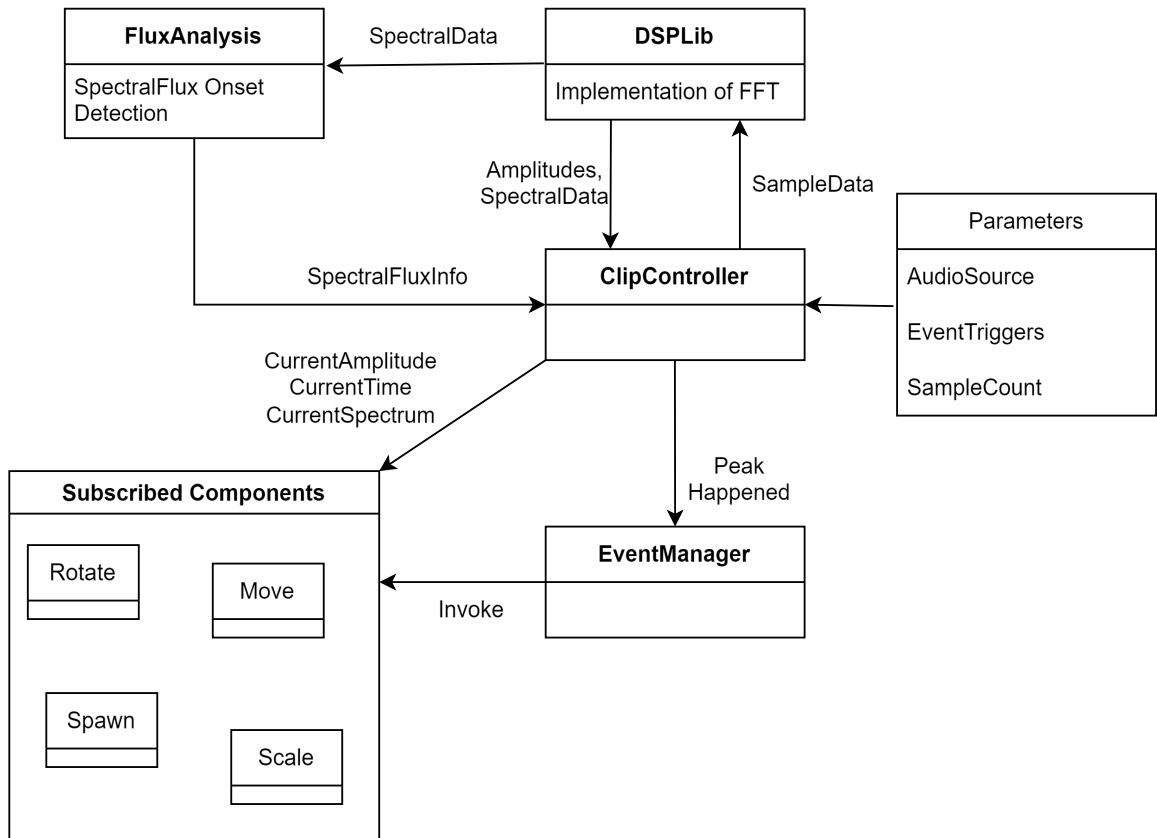 FluxAnalysis
SpectralFlux Onset
Detection
SpectralData
DSPLib
Implementation of FFT
Amplitudes,
SpectralData
SampleData
Parameters
AudioSource
EventTriggers
SampleCount
SpectralFluxInfo
ClipController
CurrentAmplitude
CurrentTime
CurrentSpectrum
Peak
Happened
Subscribed Components
Rotate
Move
Spawn
Scale
Invoke
EventManager